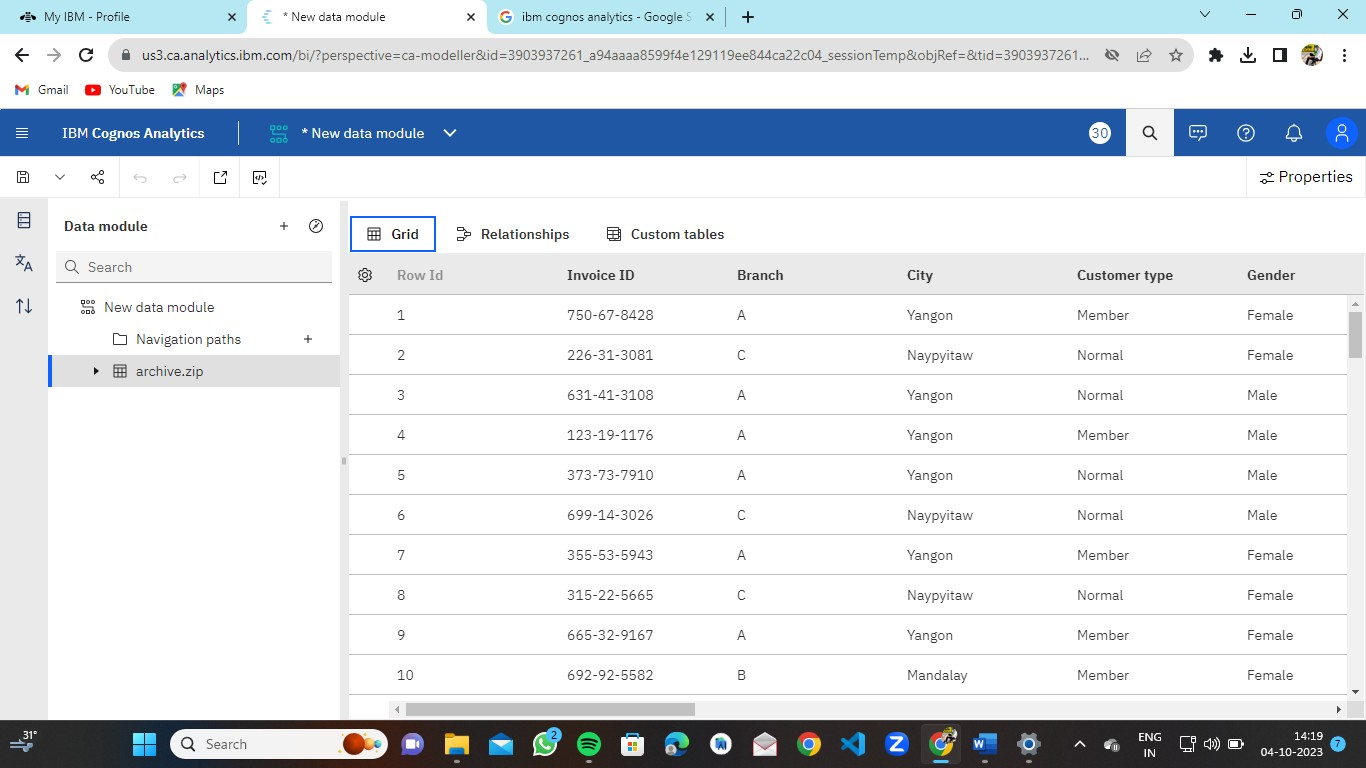 My IBM - Profile
* New data module
ibm cognos analytics - Google S
us3.ca.analytics.ibm.com/bi/?perspective=ca-modeller&id=3903937261_a94aaaa8599f4e129119ee844ca22c04_sessionTemp&objRef=&tid=3903937261...
Gmail YouTube Maps
IBM Cognos Analytics * New data module 30
Properties
Data module
Search
New data module
Navigation paths
archive.zip
Grid Relationships Custom tables
Row Id Invoice ID Branch City Customer type Gender
1 750-67-8428 A Yangon Member Female
2 226-31-3081 C Naypyitaw Normal Female
3 631-41-3108 A Yangon Normal Male
4 123-19-1176 A Yangon Member Male
5 373-73-7910 A Yangon Normal Male
6 699-14-3026 C Naypyitaw Normal Male
7 355-53-5943 A Yangon Member Female
8 315-22-5665 C Naypyitaw Normal Female
9 665-32-9167 A Yangon Member Female
10 692-92-5582 B Mandalay Member Female
31°
Search
2
ENG
IN
14:19
04-10-2023
7